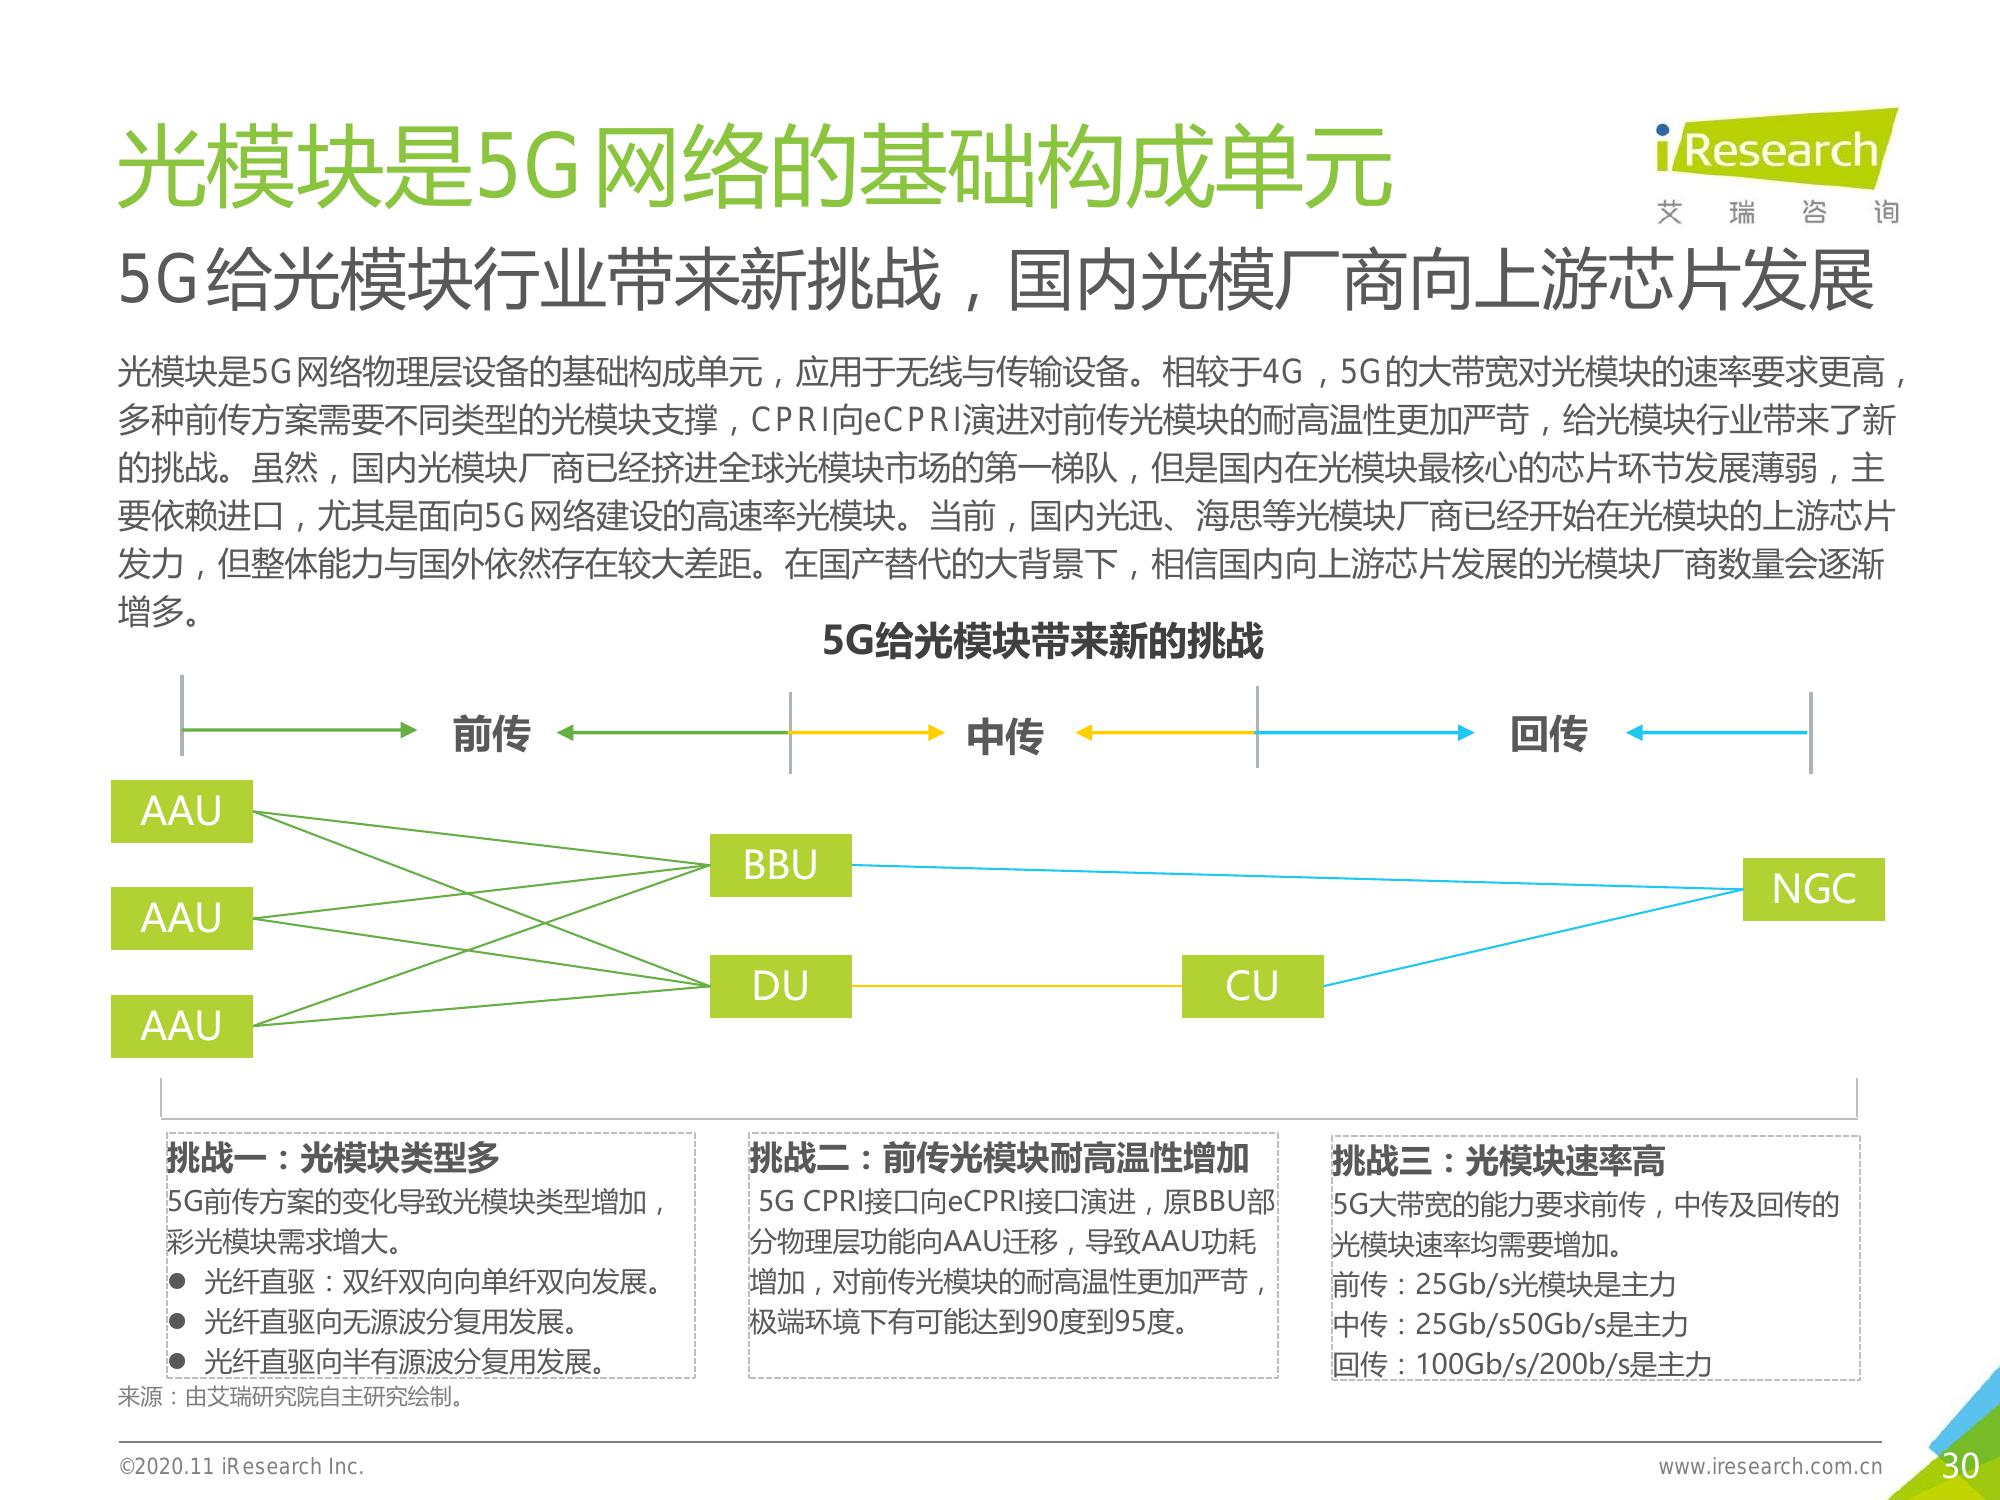 光模块是5G网络的基础构成单元
iResearch
艾瑞咨询
5G给光模块行业带来新挑战，国内光模厂商向上游芯片发展
光模块是5G网络物理层设备的基础构成单元，应用于无线与传输设备。相较于4G，5G的大带宽对光模块的速率要求更高，
多种前传方案需要不同类型的光模块支撑，CPRI向eCPRI演进对前传光模块的耐高温性更加严苛，给光模块行业带来了新
的挑战。虽然，国内光模块厂商已经挤进全球光模块市场的第一梯队，但是国内在光模块最核心的芯片环节发展薄弱，主
要依赖进口，尤其是面向5G网络建设的高速率光模块。当前，国内光迅、海思等光模块厂商已经开始在光模块的上游芯片
发力，但整体能力与国外依然存在较大差距。在国产替代的大背景下，相信国内向上游芯片发展的光模块厂商数量会逐渐
增多。
5G给光模块带来新的挑战
前传
中传
回传
AAU
AAU
AAU
BBU
DU
CU
NGC
挑战一：光模块类型多
5G前传方案的变化导致光模块类型增加，
彩光模块需求增大。
● 光纤直驱：双纤双向向单纤双向发展。
● 光纤直驱向无源波分复用发展。
● 光纤直驱向半有源波分复用发展。
挑战二：前传光模块耐高温性增加
5G CPRI接口向eCPRI接口演进，原BBU部
分物理层功能向AAU迁移，导致AAU功耗
增加，对前传光模块的耐高温性更加严苛，
极端环境下有可能达到90度到95度。
挑战三：光模块速率高
5G大带宽的能力要求前传，中传及回传的
光模块速率均需要增加。
前传：25Gb/s光模块是主力
中传：25Gb/s50Gb/s是主力
回传：100Gb/s/200b/s是主力
来源：由艾瑞研究院自主研究绘制。
©2020.11 iResearch Inc.
www.iresearch.com.cn
30